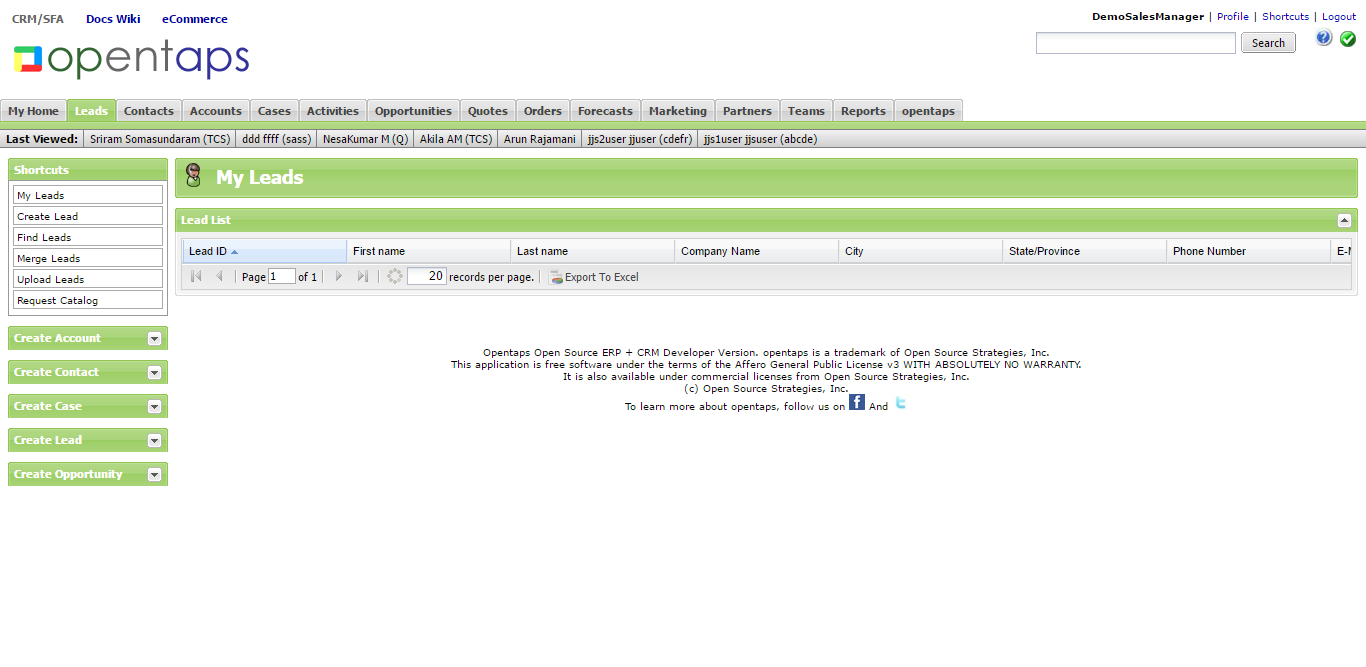 CRM/SFA Docs Wiki eCommerce
DemoSalesManager | Profile | Shortcuts | Logout
opentaps
Search
My Home Leads Contacts Accounts Cases Activities Opportunities Quotes Orders Forecasts Marketing Partners Teams Reports opentaps
Last Viewed: Sriram Somasundaram (TCS) ddd ffff (sass) NesaKumar M (Q) Akila AM (TCS) Arun Rajamani jjs2user jjuser (cdefr) jjs1user jjsuser (abcde)
Shortcuts
My Leads
Create Lead
Find Leads
Merge Leads
Upload Leads
Request Catalog
Create Account
Create Contact
Create Case
Create Lead
Create Opportunity
My Leads
Lead List
Lead ID First name Last name Company Name City State/Province Phone Number
Page 1 of 1 20 records per page. Export To Excel
Opentaps Open Source ERP + CRM Developer Version. opentaps is a trademark of Open Source Strategies, Inc.
This application is free software under the terms of the Affero General Public License v3 WITH ABSOLUTELY NO WARRANTY.
It is also available under commercial licenses from Open Source Strategies, Inc.
(c) Open Source Strategies, Inc.
To learn more about opentaps, follow us on f And t